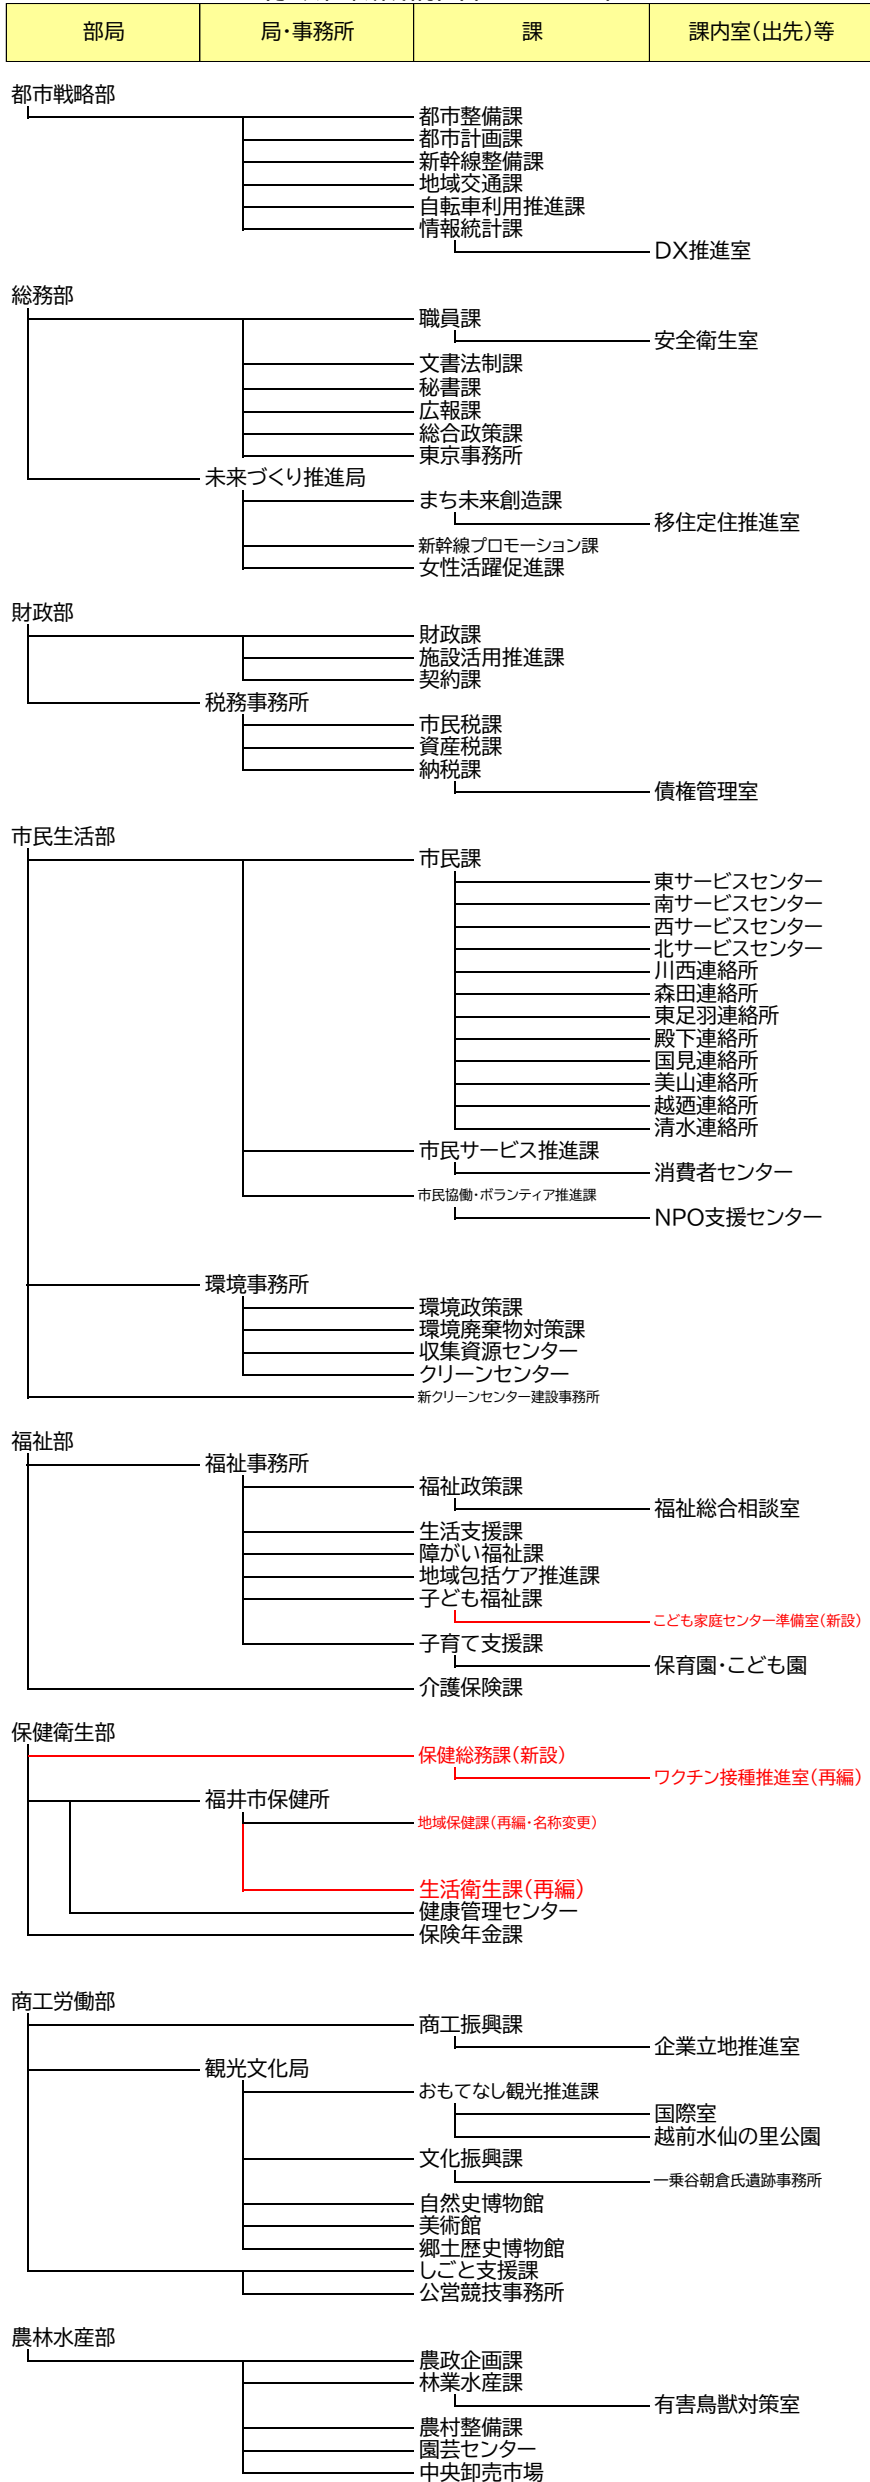 部局 局・事務所 課 課内室(出先)等
都市戦略部
都市整備課
都市計画課
新幹線整備課
地域交通課
自転車利用推進課
情報統計課
DX推進室
総務部
職員課
安全衛生室
文書法制課
秘書課
広報課
総合政策課
東京事務所
未来づくり推進局
まち未来創造課
移住定住推進室
新幹線プロモーション課
女性活躍促進課
財政部
財政課
施設活用推進課
契約課
税務事務所
市民税課
資産税課
納税課
債権管理室
市民生活部
市民課
東サービスセンター
南サービスセンター
西サービスセンター
北サービスセンター
川西連絡所
森田連絡所
東足羽連絡所
殿下連絡所
国見連絡所
美山連絡所
越廼連絡所
清水連絡所
市民サービス推進課
消費者センター
市民協働・ボランティア推進課
NPO支援センター
環境事務所
環境政策課
環境廃棄物対策課
収集資源センター
クリーンセンター
新クリーンセンター建設事務所
福祉部
福祉事務所
福祉政策課
福祉総合相談室
生活支援課
障がい福祉課
地域包括ケア推進課
子ども福祉課
こども家庭センター準備室(新設)
子育て支援課
保育園・こども園
介護保険課
保健衛生部
保健総務課(新設)
ワクチン接種推進室(再編)
福井市保健所
地域保健課(再編・名称変更)
生活衛生課(再編)
健康管理センター
保険年金課
商工労働部
商工振興課
企業立地推進室
観光文化局
おもてなし観光推進課
国際室
越前水仙の里公園
文化振興課
一乗谷朝倉氏遺跡事務所
自然史博物館
美術館
郷土歴史博物館
しごと支援課
公営競技事務所
農林水産部
農政企画課
林業水産課
有害鳥獣対策室
農村整備課
園芸センター
中央卸売市場